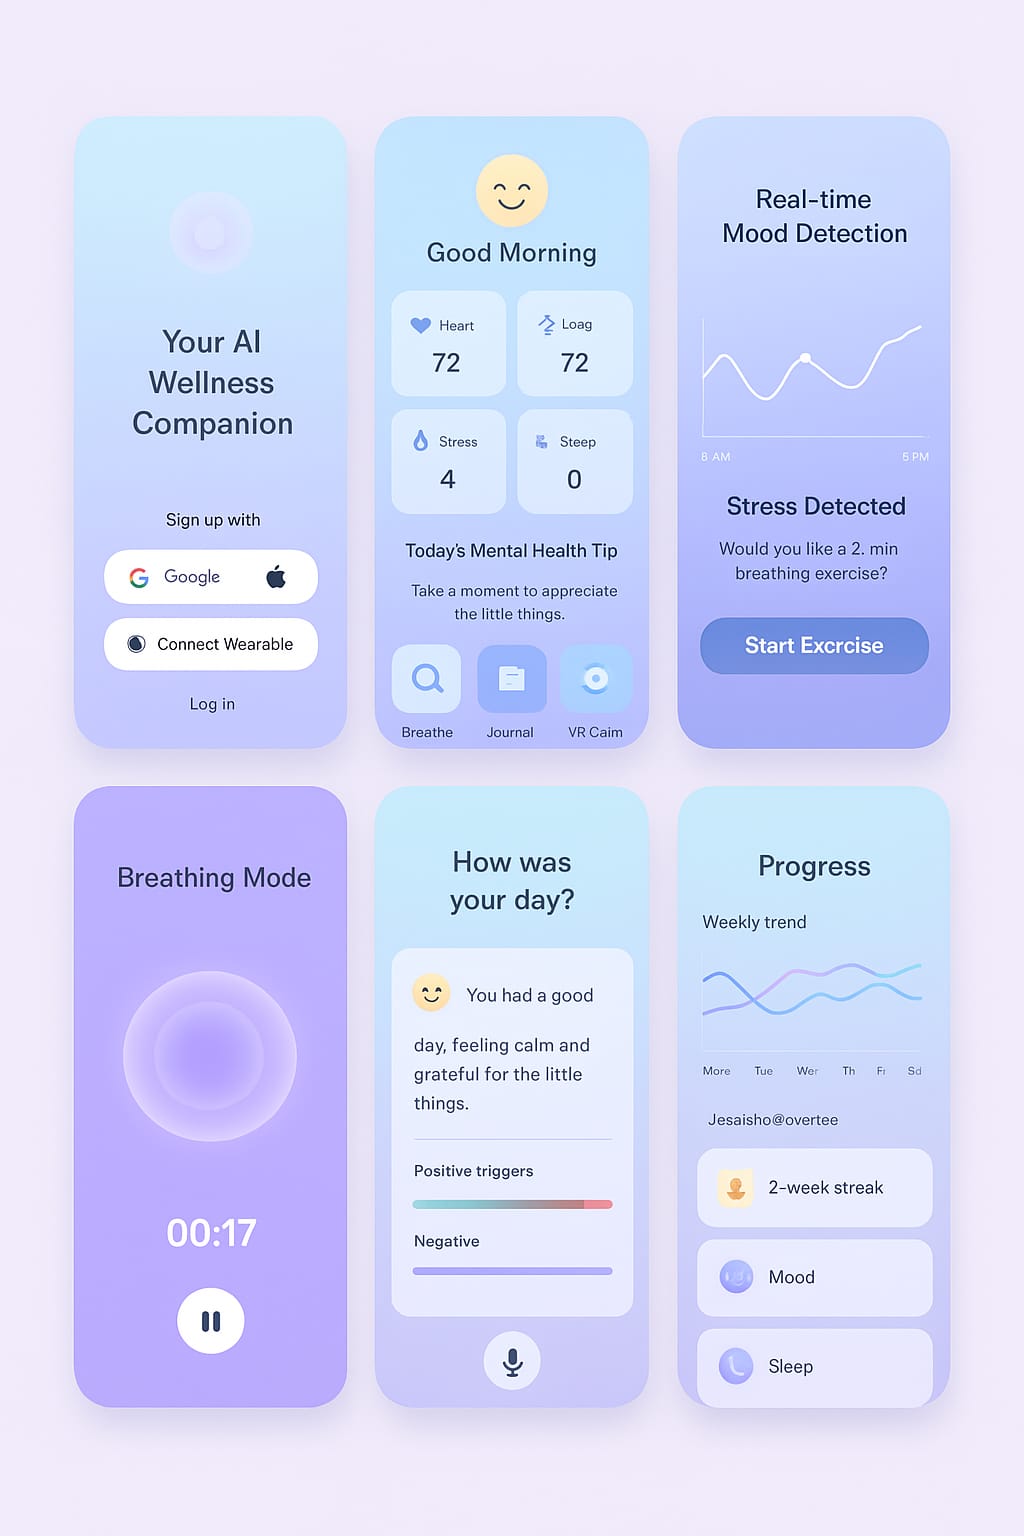 Your AI
Wellness
Companion
Sign up with
Google
Connect Wearable
Log in
Good Morning
Heart
72
Loag
72
Stress
4
Steep
0
Today's Mental Health Tip
Take a moment to appreciate
the little things.
Breathe
Journal
VR Caim
Real-time
Mood Detection
8 AM
5 PM
Stress Detected
Would you like a 2. min
breathing exercise?
Start Excrcise
Breathing Mode
00:17
How was
your day?
You had a good
day, feeling calm and
grateful for the little
things.
Positive triggers
Negative
Progress
Weekly trend
More Tue Wer Th Fr Sd
Jesaisho@overtee
2-week streak
Mood
Sleep